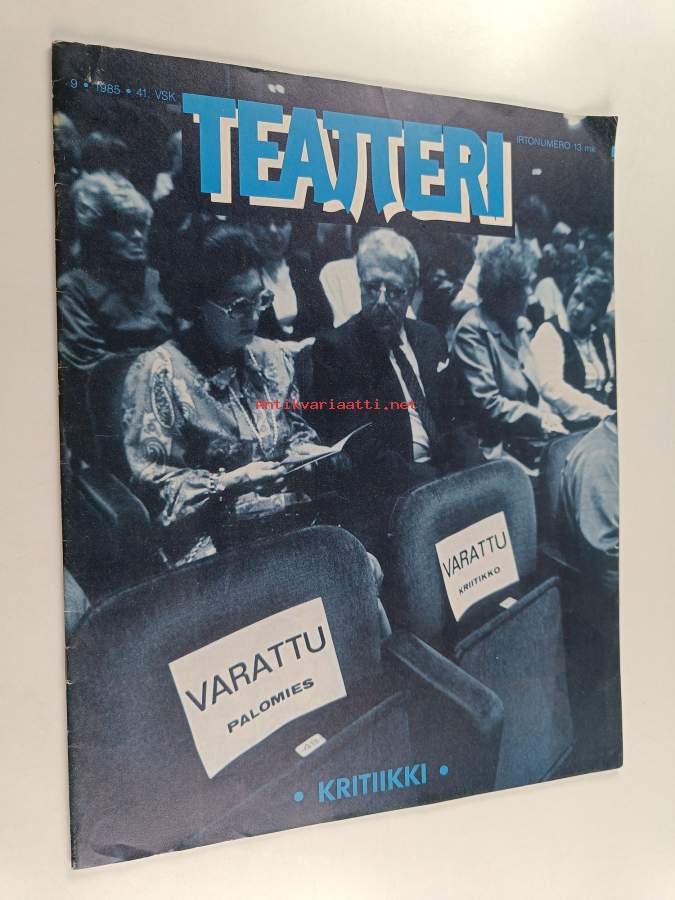 9 • 1985 • 41. VSK
TEATTERI
IRTONUMERO 13 mk
Antikvariaatti.net
VARATTU
KRIITIKKO
VARATTU
PALOMIES
• KRITIIKKI •